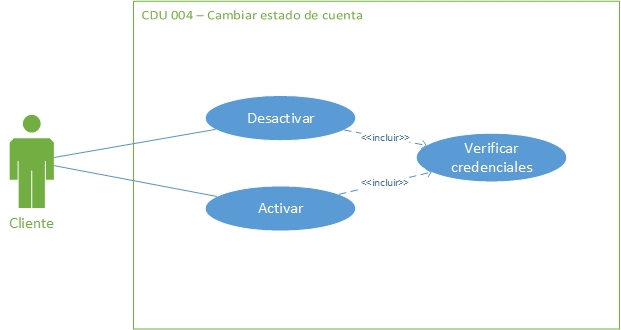 CDU 004 – Cambiar estado de cuenta
Desactivar
<<incluir>>
Verificar
credenciales
<<incluir>>
Activar
Cliente